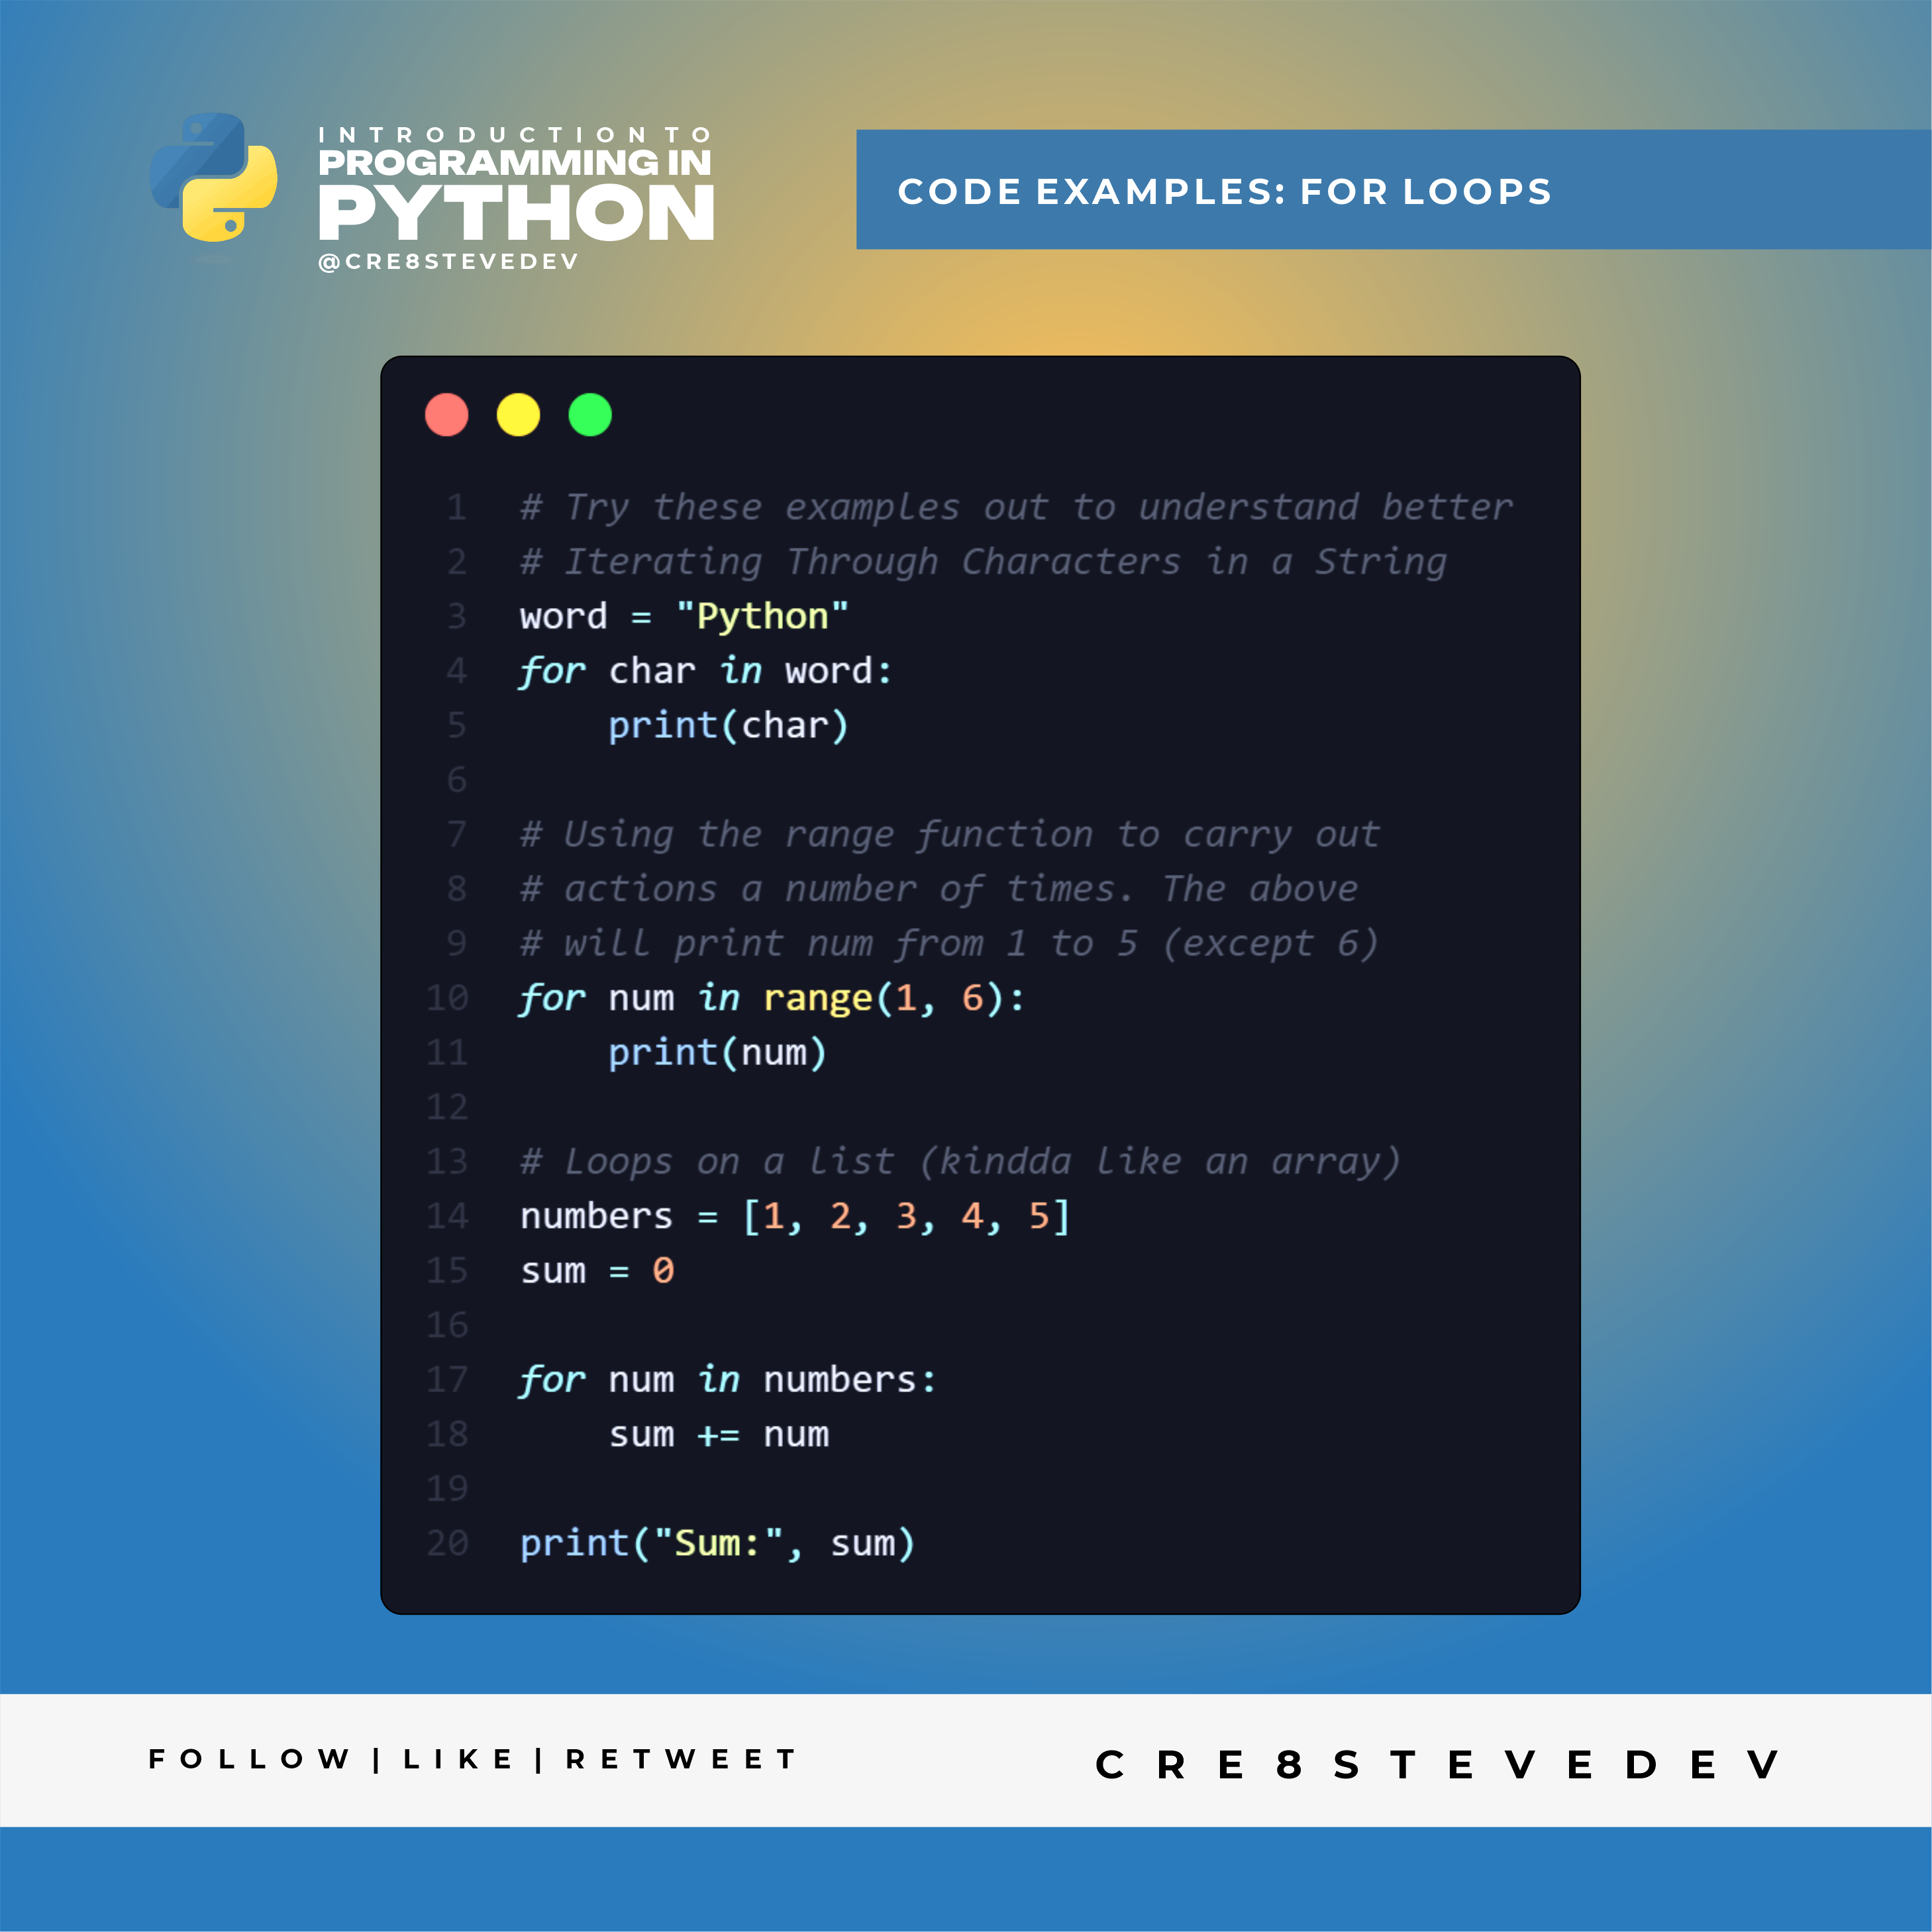 INTRODUCTION TO
PROGRAMMING IN
PYTHON
@CRE8STEVEDEV
CODE EXAMPLES: FOR LOOPS
1 # Try these examples out to understand better
2 # Iterating Through Characters in a String
3 word = "Python"
4 for char in word:
5     print(char)
6
7 # Using the range function to carry out
8 # actions a number of times. The above
9 # will print num from 1 to 5 (except 6)
10 for num in range(1, 6):
11     print(num)
12
13 # Loops on a list (kindda like an array)
14 numbers = [1, 2, 3, 4, 5]
15 sum = 0
16
17 for num in numbers:
18     sum += num
19
20 print("Sum:", sum)
FOLLOW | LIKE | RETWEET
CRE8STEVEDEV